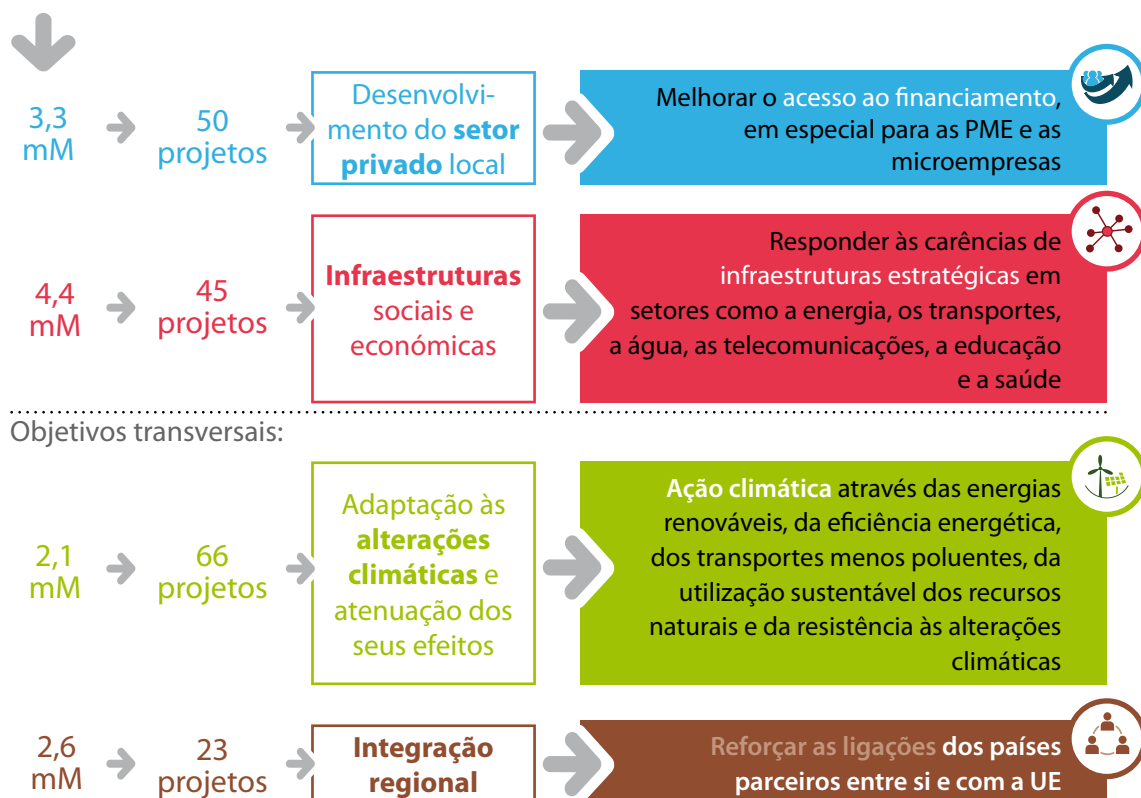 3,3
mM
50
projetos
Desenvolvi-
mento do setor
privado local
Melhorar o acesso ao financiamento,
em especial para as PME e as
microempresas
4,4
mM
45
projetos
Infraestruturas
sociais e
económicas
Responder às carências de
infraestruturas estratégicas em
setores como a energia, os transportes,
a água, as telecomunicações, a educação
e a saúde
Objetivos transversais:
2,1
mM
66
projetos
Adaptação às
alterações
climáticas e
atenuação dos
seus efeitos
Ação climática através das energias
renováveis, da eficiência energética,
dos transportes menos poluentes, da
utilização sustentável dos recursos
naturais e da resistência às alterações
climáticas
2,6
mM
23
projetos
Integração
regional
Reforçar as ligações dos países
parceiros entre si e com a UE